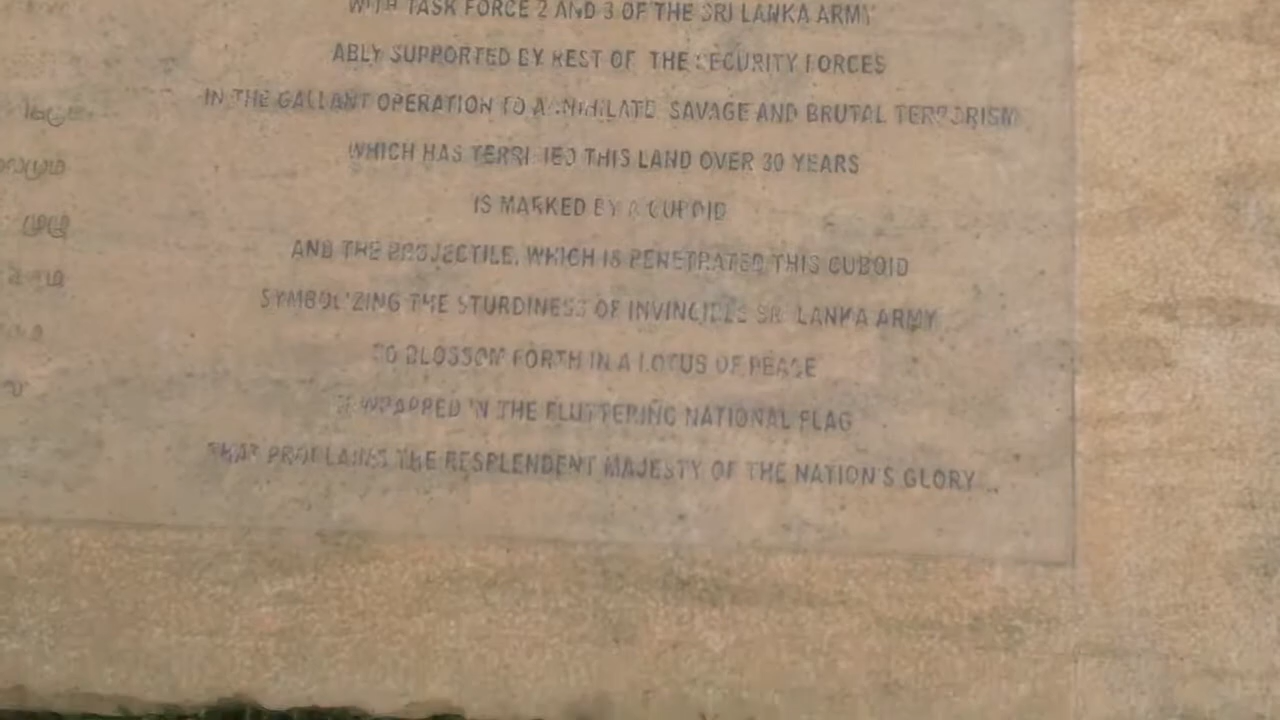 WITH TASK FORCE 2 AND 3 OF THE SRI LANKA ARMY
ABLY SUPPORTED BY REST OF THE SECURITY FORCES
IN THE GALLANT OPERATION TO ANNIHILATE SAVAGE AND BRUTAL TERRORISM
WHICH HAS TERRIFIED THIS LAND OVER 30 YEARS
IS MARKED BY A CUBOID
AND THE PROJECTILE, WHICH IS PENETRATED THIS CUBOID
SYMBOLIZING THE STURDINESS OF INVINCIBLE SRI LANKA ARMY
TO BLOSSOM FORTH IN A LOTUS OF PEACE
WRAPPED IN THE FLUTTERING NATIONAL FLAG
THAT PROCLAIMS THE RESPLENDENT MAJESTY OF THE NATION'S GLORY...